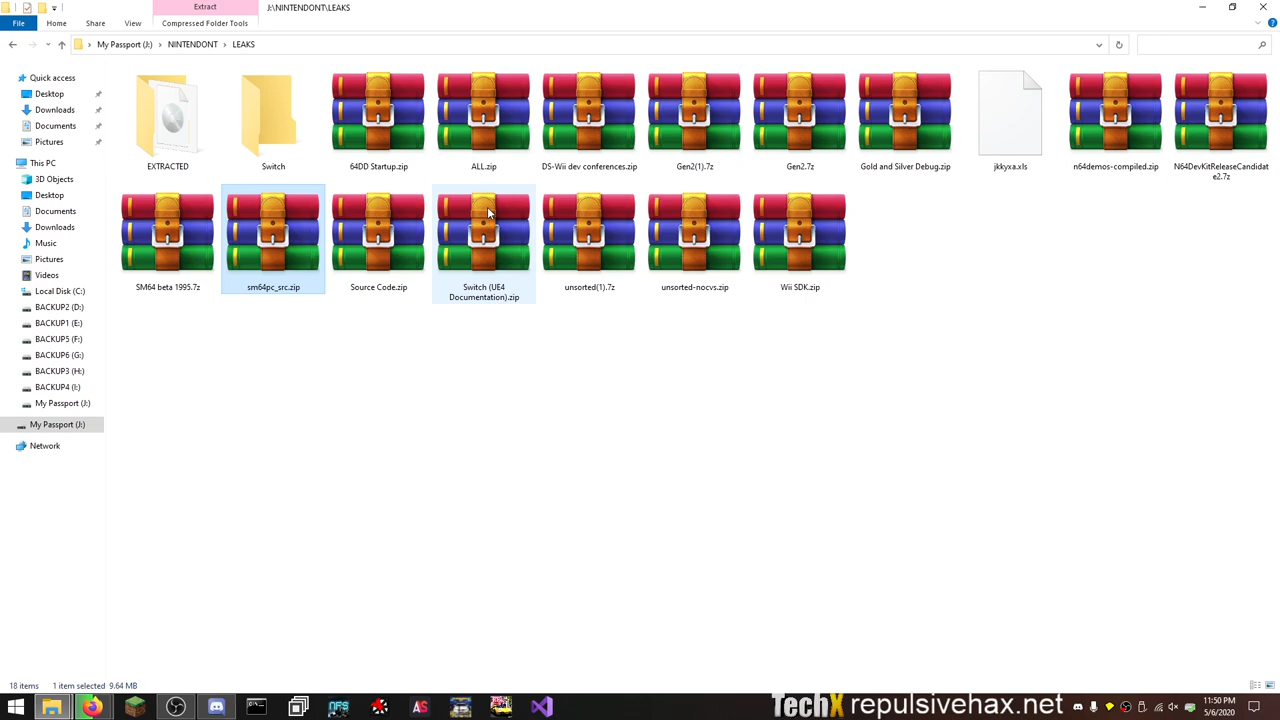 Extract
J:\NINTENDONT\LEAKS
File
Home
Share
View
Compressed Folder Tools
My Passport (J:)
NINTENDONT
LEAKS
Quick access
Desktop
Downloads
Documents
Pictures
This PC
3D Objects
Desktop
Documents
Downloads
Music
Pictures
Videos
Local Disk (C:)
BACKUP2 (D:)
BACKUP1 (E:)
BACKUP5 (F:)
BACKUP6 (G:)
BACKUP3 (H:)
BACKUP4 (I:)
My Passport (J:)
My Passport (J:)
Network
EXTRACTED
Switch
64DD Startup.zip
ALL.zip
DS-Wii dev conferences.zip
Gen2(1).7z
Gen2.7z
Gold and Silver Debug.zip
jkkyxa.xls
n64demos-compiled.zip
N64DevKitReleaseCandidat
e2.7z
SM64 beta 1995.7z
sm64pc_src.zip
Source Code.zip
Switch (UE4
Documentation).zip
unsorted(1).7z
unsorted-nocvs.zip
Wii SDK.zip
18 items
1 item selected
9.64 MB
NFS
AS
TechX repulsivehax.net
11:50 PM
5/6/2020